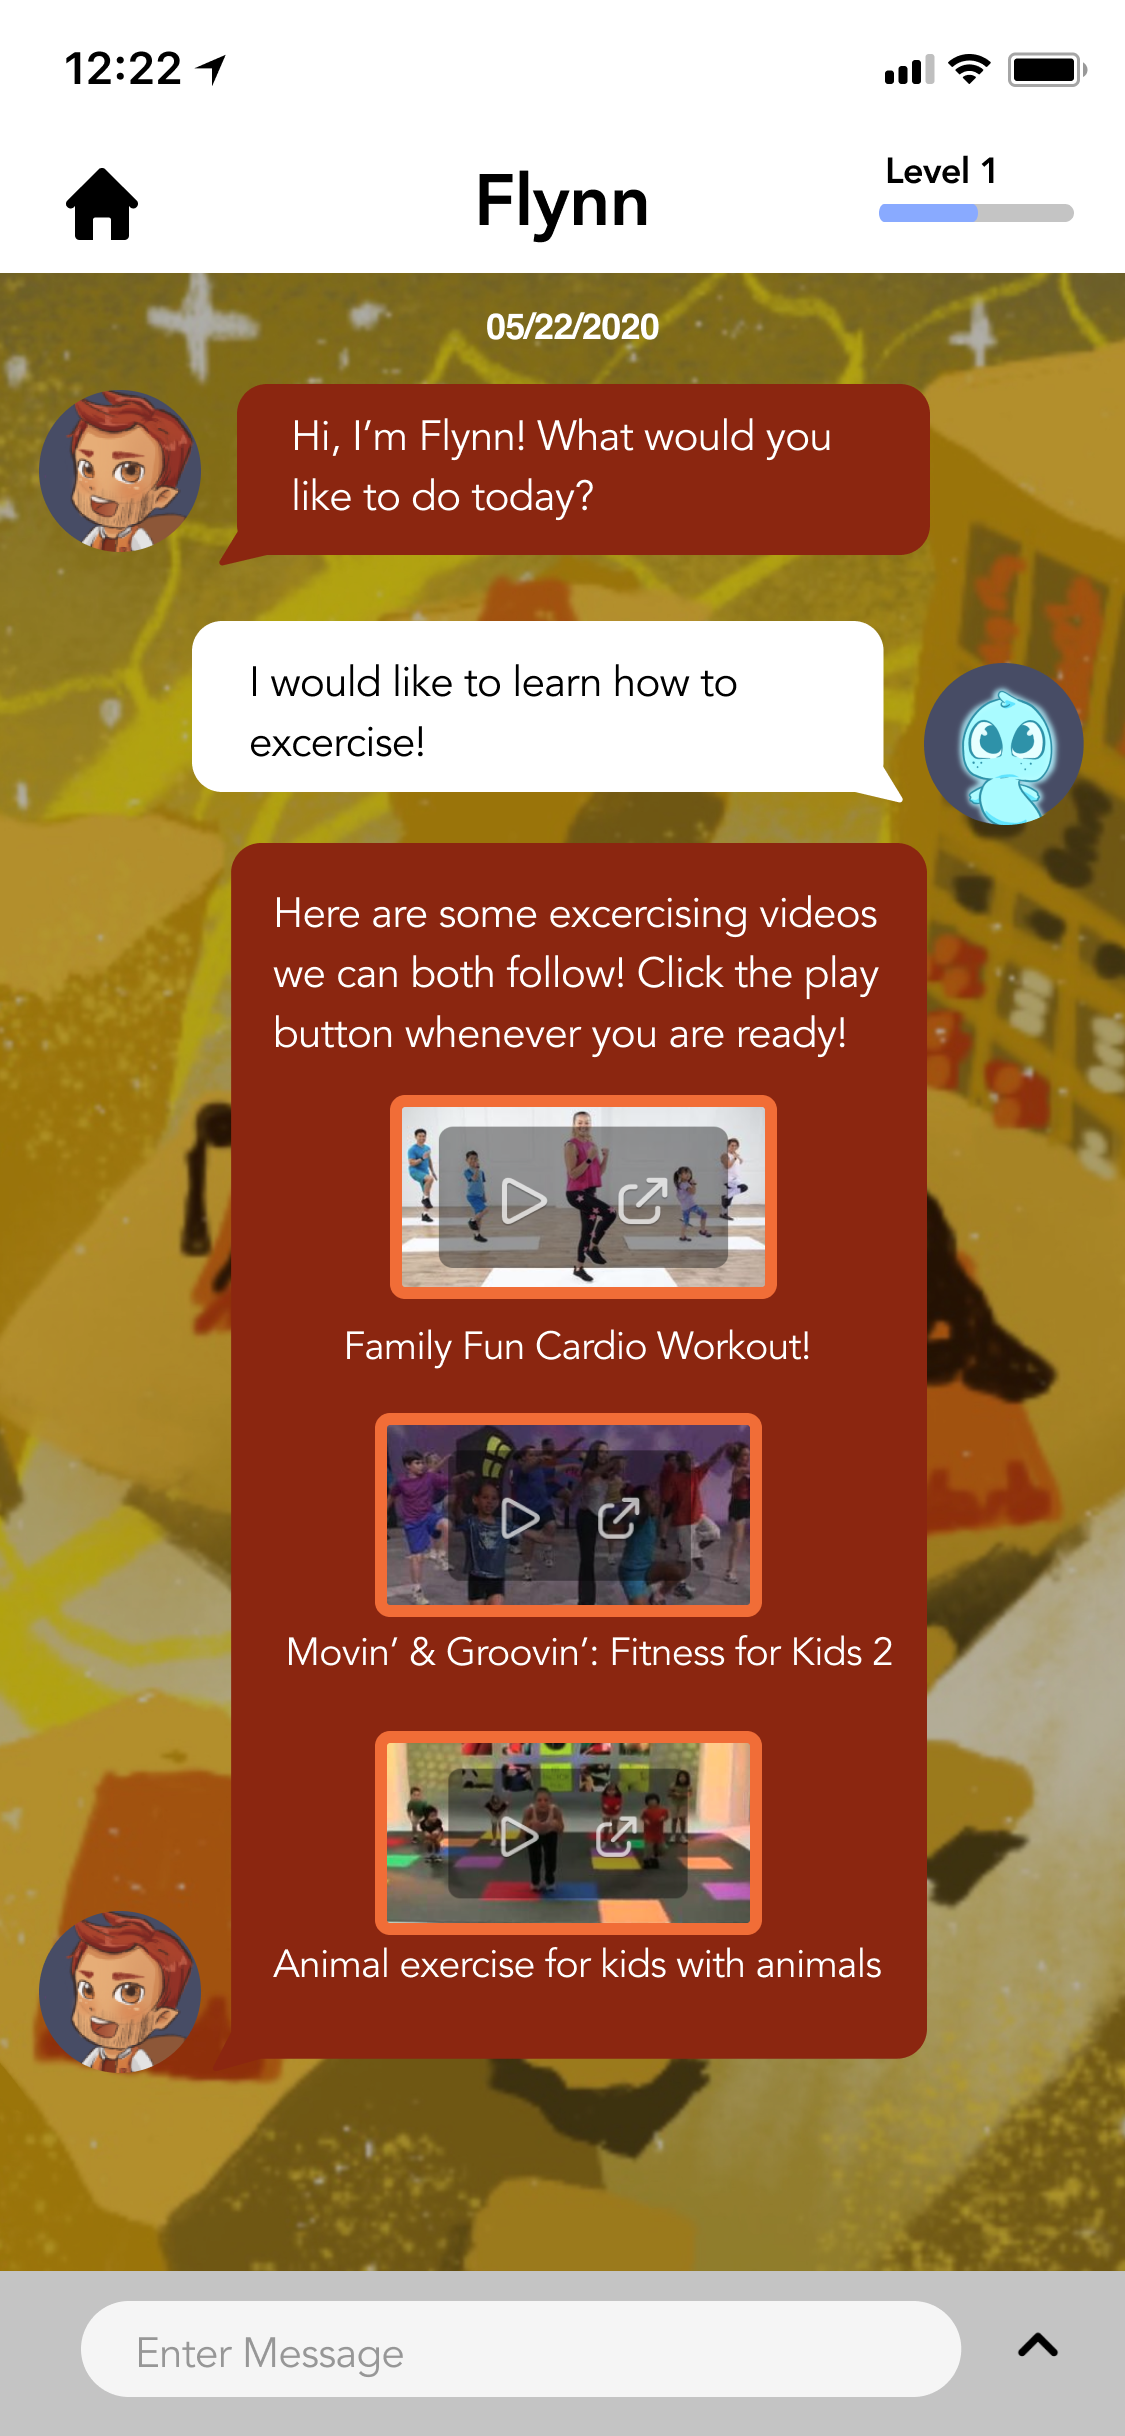 12:22
Flynn
Level 1
05/22/2020
Hi, I’m Flynn! What would you
like to do today?
I would like to learn how to
excercise!
Here are some excercising videos
we can both follow! Click the play
button whenever you are ready!
Family Fun Cardio Workout!
Movin’ & Groovin’: Fitness for Kids 2
Animal exercise for kids with animals
Enter Message